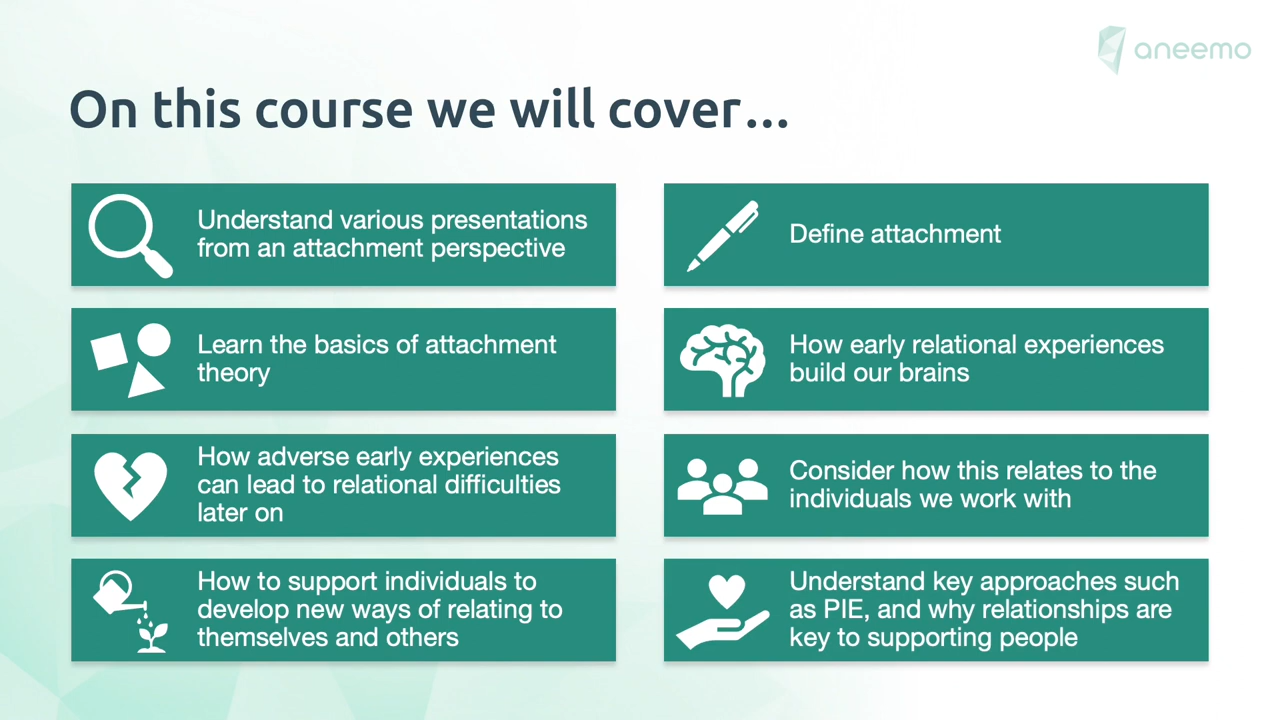 aneemo
On this course we will cover...
Understand various presentations
from an attachment perspective
Define attachment
Learn the basics of attachment
theory
How early relational experiences
build our brains
How adverse early experiences
can lead to relational difficulties
later on
Consider how this relates to the
individuals we work with
How to support individuals to
develop new ways of relating to
themselves and others
Understand key approaches such
as PIE, and why relationships are
key to supporting people